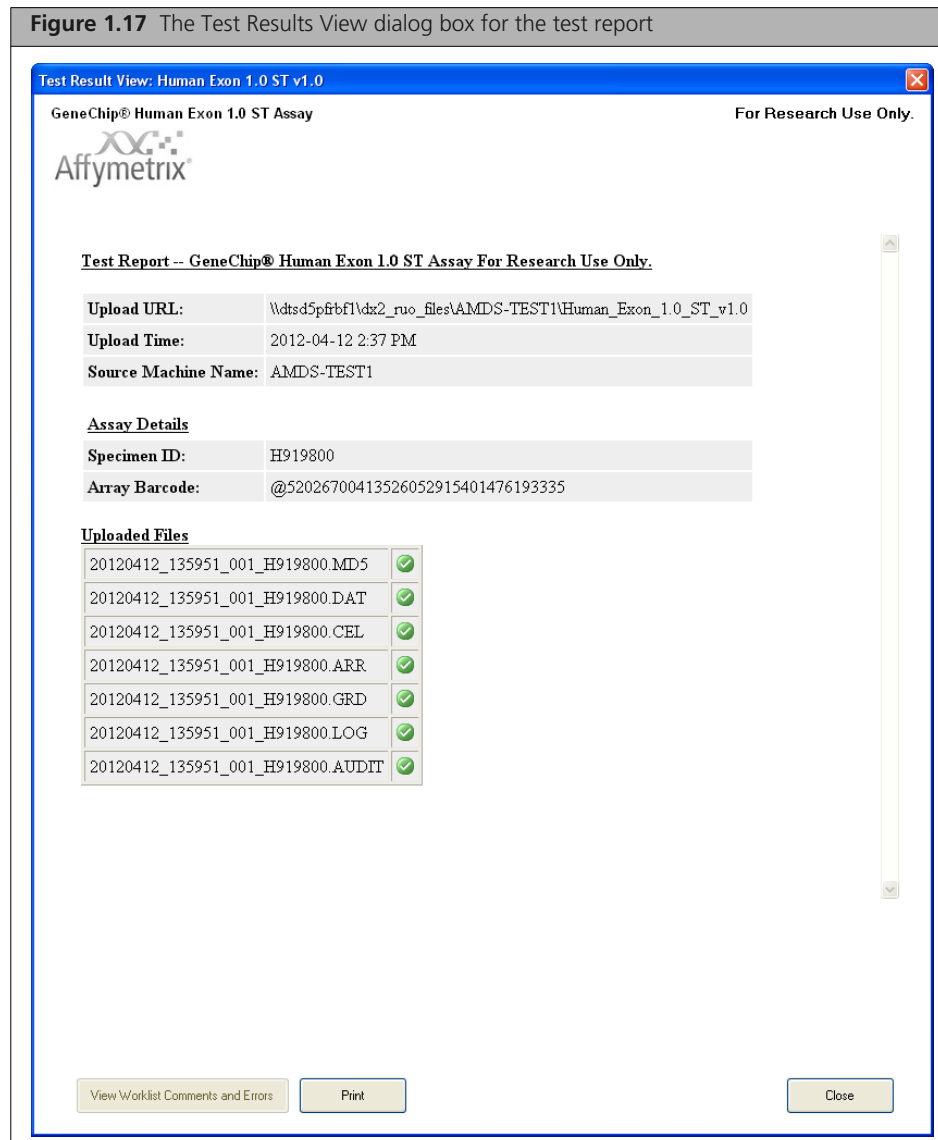 Figure 1.17 The Test Results View dialog box for the test report
Test Result View: Human Exon 1.0 ST v1.0
GeneChip® Human Exon 1.0 ST Assay
For Research Use Only.
Affymetrix®
Test Report -- GeneChip® Human Exon 1.0 ST Assay For Research Use Only.
Upload URL: \\dtsd5pfrbf1\dx2_ruo_files\AMDS-TEST1\Human_Exon_1.0_ST_v1.0
Upload Time: 2012-04-12 2:37 PM
Source Machine Name: AMDS-TEST1
Assay Details
Specimen ID: H919800
Array Barcode: @52026700413526052915401476193335
Uploaded Files
20120412_135951_001_H919800.MD5
20120412_135951_001_H919800.DAT
20120412_135951_001_H919800.CEL
20120412_135951_001_H919800.ARR
20120412_135951_001_H919800.GRD
20120412_135951_001_H919800.LOG
20120412_135951_001_H919800.AUDIT
View Worklist Comments and Errors
Print
Close